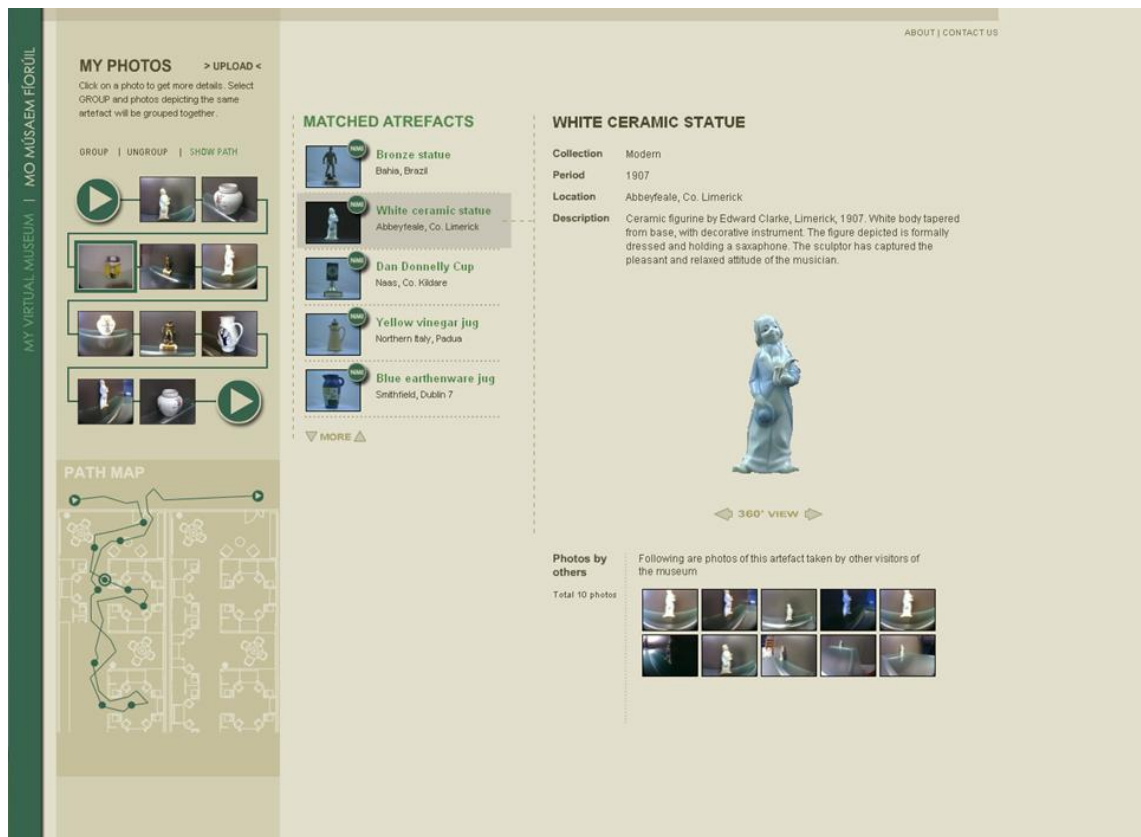 ABOUT | CONTACT US
MY VIRTUAL MUSEUM | MO MÚSAEM FÍORÚIL
MY PHOTOS > UPLOAD <
Click on a photo to get more details. Select
GROUP and photos depicting the same
artefact will be grouped together.
GROUP | UNGROUP | SHOW PATH
PATH MAP
MATCHED ATREFACTS
NMI
Bronze statue
Bahia, Brazil
NMI
White ceramic statue
Abbeyfeale, Co. Limerick
NMI
Dan Donnelly Cup
Naas, Co. Kildare
NMI
Yellow vinegar jug
Northern Italy, Padua
NMI
Blue earthenware jug
Smithfield, Dublin 7
MORE
WHITE CERAMIC STATUE
Collection Modern
Period 1907
Location Abbeyfeale, Co. Limerick
Description Ceramic figurine by Edward Clarke, Limerick, 1907. White body tapered
from base, with decorative instrument. The figure depicted is formally
dressed and holding a saxaphone. The sculptor has captured the
pleasant and relaxed attitude of the musician.
360° VIEW
Photos by
others
Total 10 photos
Following are photos of this artefact taken by other visitors of
the museum